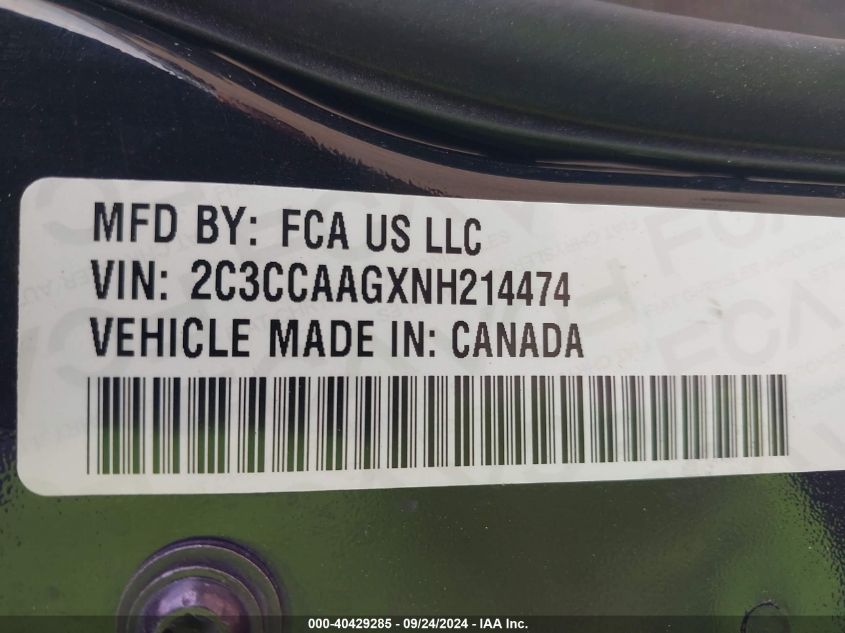 MFD BY: FCA US LLC
VIN: 2C3CCAAGXNH214474
VEHICLE MADE IN: CANADA
000-40429285 - 09/24/2024 - IAA Inc.